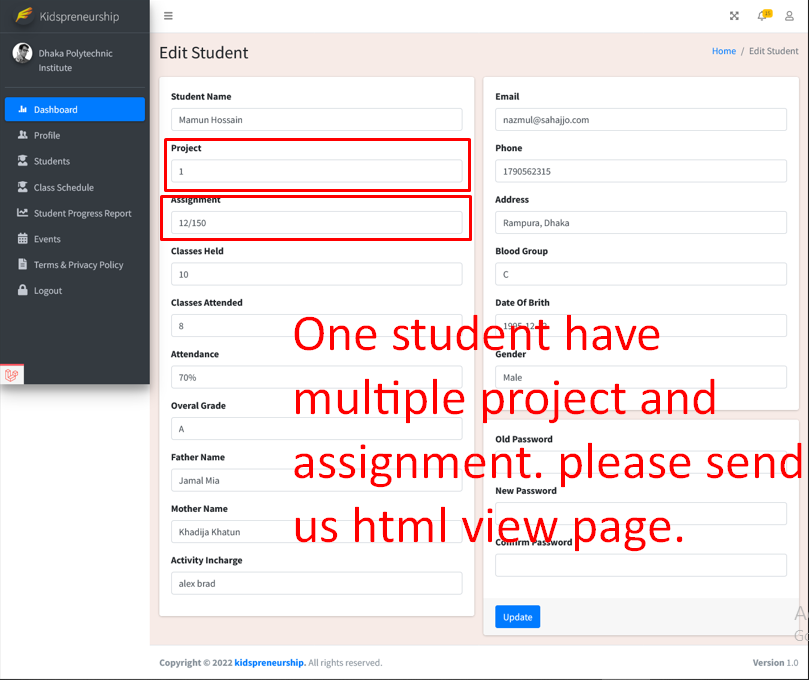 Kidspreneurship
Dhaka Polytechnic
Institute
Dashboard
Profile
Students
Class Schedule
Student Progress Report
Events
Terms & Privacy Policy
Logout
Edit Student
Home / Edit Student
Student Name
Mamun Hossain
Project
1
Assignment
12/150
Classes Held
10
Classes Attended
8
Attendance
70%
Overal Grade
A
Father Name
Jamal Mia
Mother Name
Khadija Khatun
Activity Incharge
alex brad
Email
nazmul@sahajjo.com
Phone
1790562315
Address
Rampura, Dhaka
Blood Group
C
Date Of Brith
Gender
Male
Old Password
New Password
Confirm Password
Update
One student have
multiple project and
assignment. please send
us html view page.
Copyright © 2022 kidspreneurship. All rights reserved.
Version 1.0